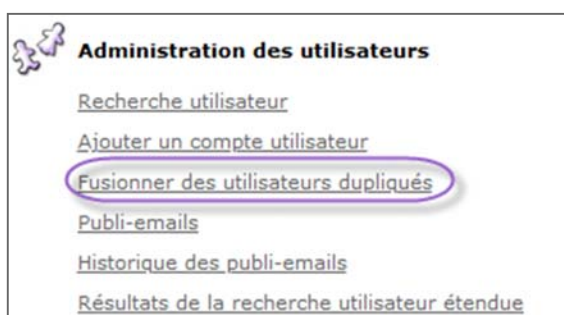 Administration des utilisateurs
Recherche utilisateur
Ajouter un compte utilisateur
Fusionner des utilisateurs dupliqués
Publi-emails
Historique des publi-emails
Résultats de la recherche utilisateur étendue